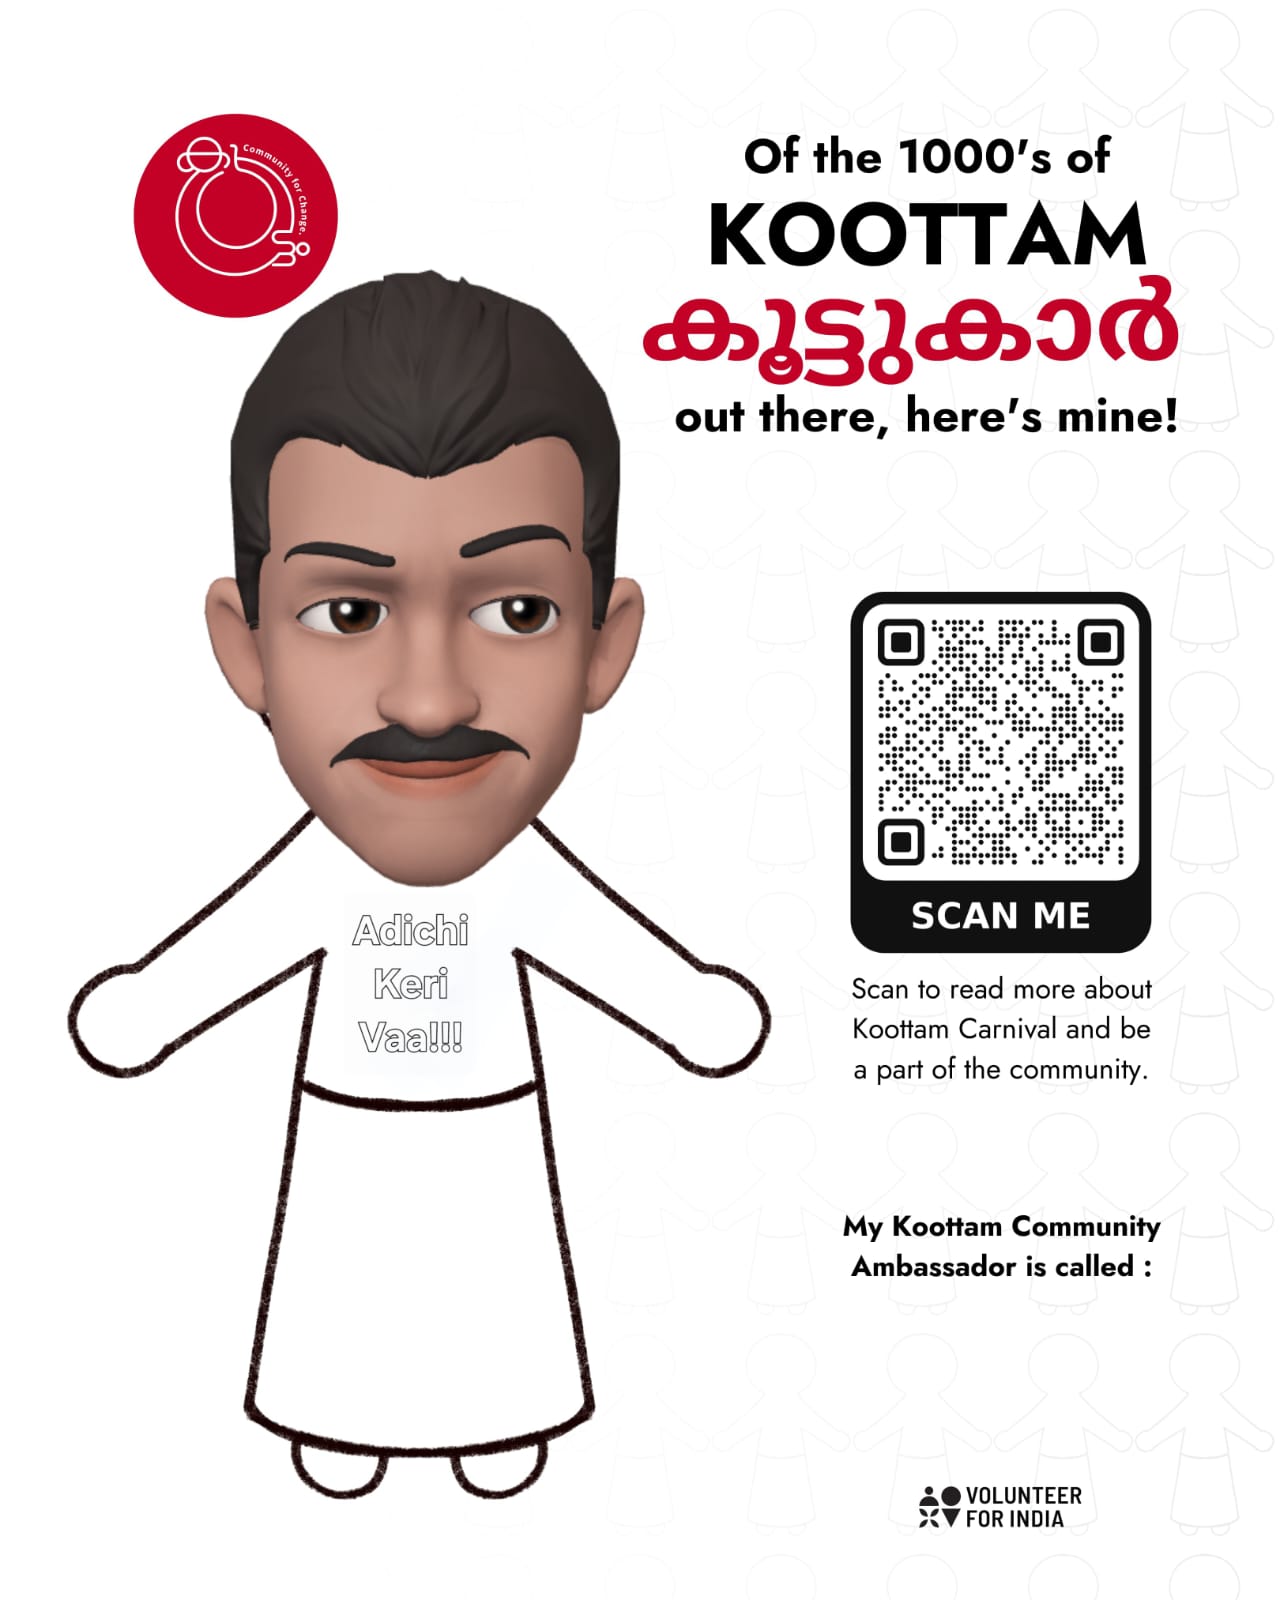 Community for Change.
Of the 1000's of
KOOTTAM
കൂട്ടുകാർ
out there, here's mine!
SCAN ME
Scan to read more about
Koottam Carnival and be
a part of the community.
Adichi
Keri
Vaa!!!
My Koottam Community
Ambassador is called :
VOLUNTEER
FOR INDIA